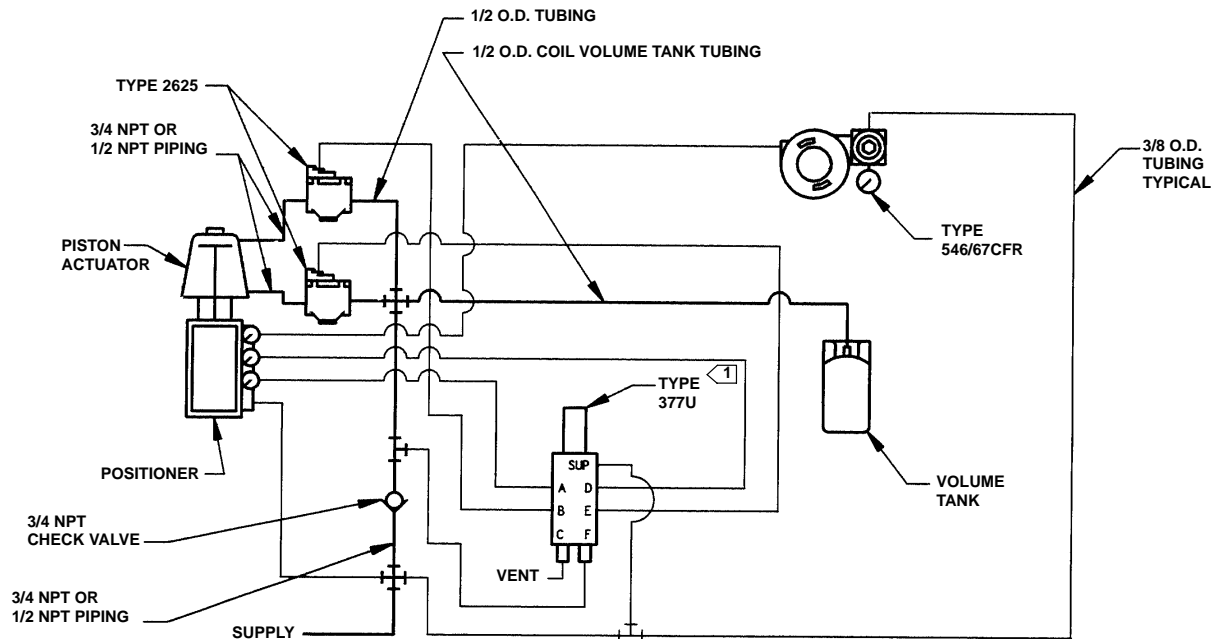 1/2 O.D. TUBING
1/2 O.D. COIL VOLUME TANK TUBING
TYPE 2625
3/4 NPT OR
1/2 NPT PIPING
3/8 O.D.
TUBING
TYPICAL
TYPE
546/67CFR
PISTON
ACTUATOR
1
TYPE
377U
SUP
A D
B E
C F
POSITIONER
VOLUME
TANK
3/4 NPT
CHECK VALVE
VENT
3/4 NPT OR
1/2 NPT PIPING
SUPPLY